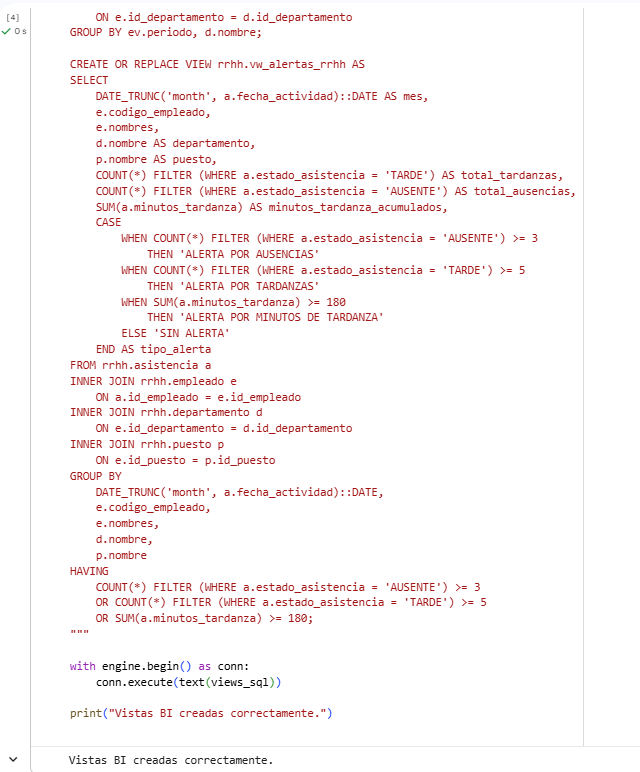 [4]
ON e.id_departamento = d.id_departamento
0 s
GROUP BY ev.periodo, d.nombre;
CREATE OR REPLACE VIEW rrhh.vw_alertas_rrhh AS
SELECT
DATE_TRUNC('month', a.fecha_actividad)::DATE AS mes,
e.codigo_empleado,
e.nombres,
d.nombre AS departamento,
p.nombre AS puesto,
COUNT(*) FILTER (WHERE a.estado_asistencia = 'TARDE') AS total_tardanzas,
COUNT(*) FILTER (WHERE a.estado_asistencia = 'AUSENTE') AS total_ausencias,
SUM(a.minutos_tardanza) AS minutos_tardanza_acumulados,
CASE
WHEN COUNT(*) FILTER (WHERE a.estado_asistencia = 'AUSENTE') >= 3
THEN 'ALERTA POR AUSENCIAS'
WHEN COUNT(*) FILTER (WHERE a.estado_asistencia = 'TARDE') >= 5
THEN 'ALERTA POR TARDANZAS'
WHEN SUM(a.minutos_tardanza) >= 180
THEN 'ALERTA POR MINUTOS DE TARDANZA'
ELSE 'SIN ALERTA'
END AS tipo_alerta
FROM rrhh.asistencia a
INNER JOIN rrhh.empleado e
ON a.id_empleado = e.id_empleado
INNER JOIN rrhh.departamento d
ON e.id_departamento = d.id_departamento
INNER JOIN rrhh.puesto p
ON e.id_puesto = p.id_puesto
GROUP BY
DATE_TRUNC('month', a.fecha_actividad)::DATE,
e.codigo_empleado,
e.nombres,
d.nombre,
p.nombre
HAVING
COUNT(*) FILTER (WHERE a.estado_asistencia = 'AUSENTE') >= 3
OR COUNT(*) FILTER (WHERE a.estado_asistencia = 'TARDE') >= 5
OR SUM(a.minutos_tardanza) >= 180;
"""
with engine.begin() as conn:
conn.execute(text(views_sql))
print("Vistas BI creadas correctamente.")
Vistas BI creadas correctamente.